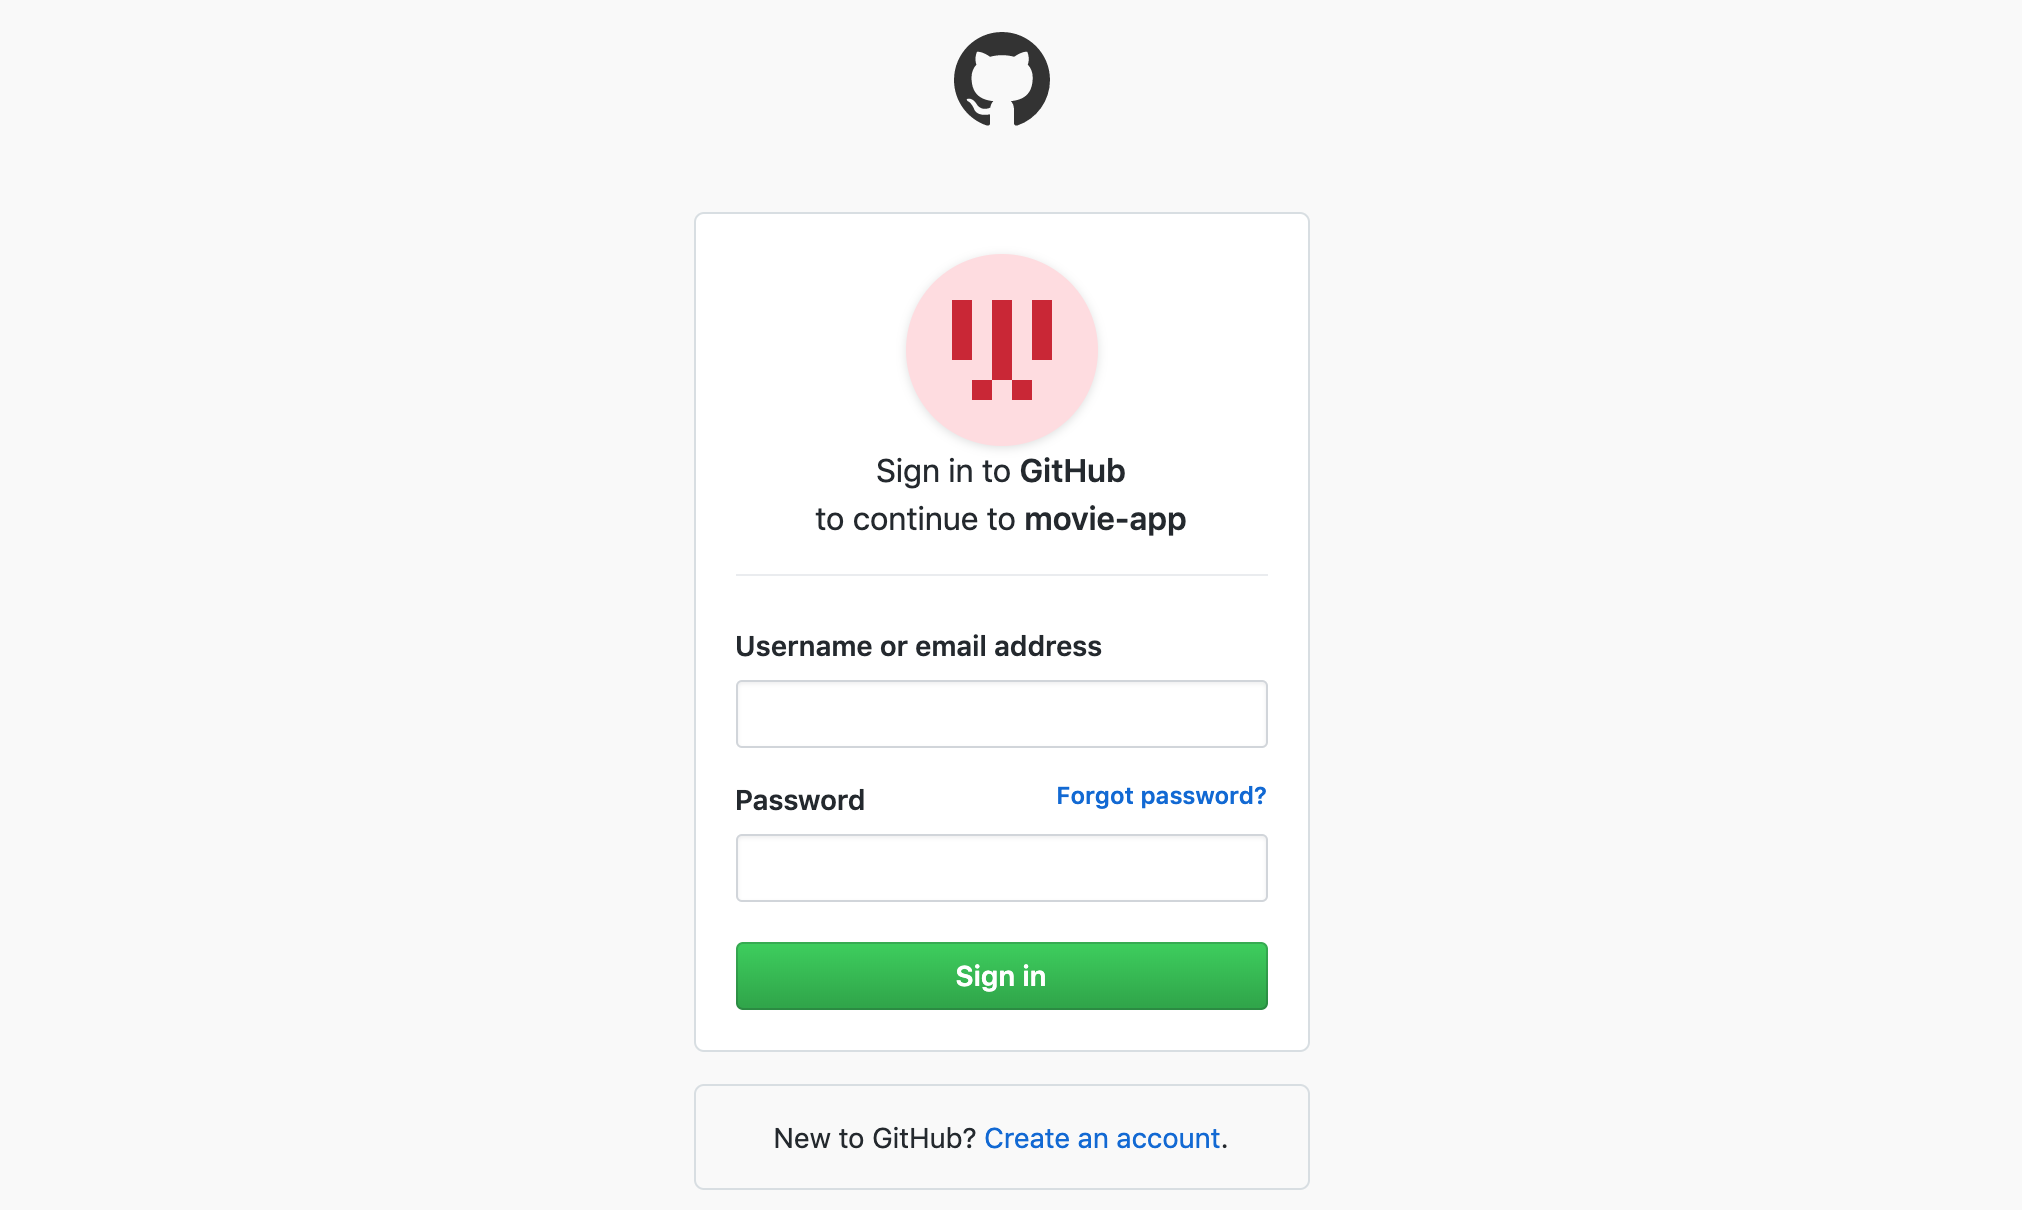 Sign in to GitHub
to continue to movie-app
Username or email address
Password
Forgot password?
Sign in
New to GitHub? Create an account.